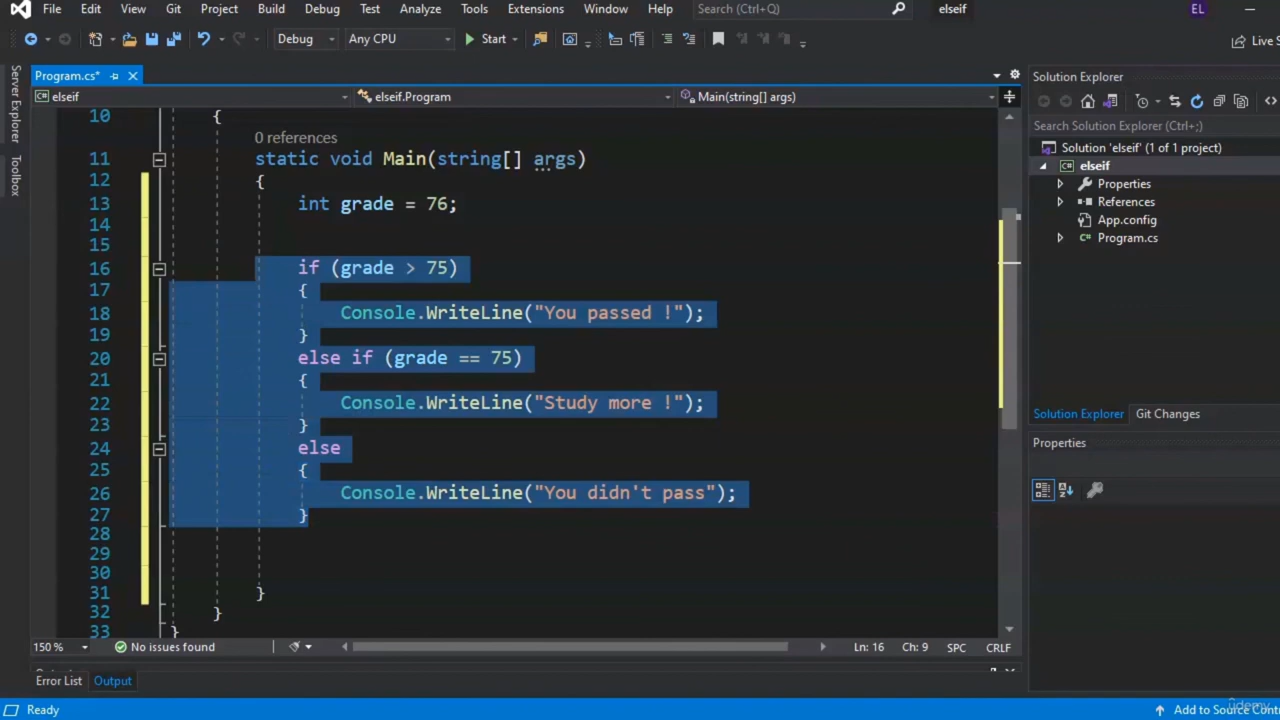 File Edit View Git Project Build Debug Test Analyze Tools Extensions Window Help Search (Ctrl+Q) elseif EL
Debug Any CPU Start Live S
Server Explorer
Toolbox
Program.cs*
elseif elseif.Program Main(string[] args)
10 {
0 references
11 static void Main(string[] args)
12 {
13 int grade = 76;
14
15
16 if (grade > 75)
17 {
18 Console.WriteLine("You passed !");
19 }
20 else if (grade == 75)
21 {
22 Console.WriteLine("Study more !");
23 }
24 else
25 {
26 Console.WriteLine("You didn't pass");
27 }
28
29
30
31 }
32 }
33 }
150 % No issues found Ln: 16 Ch: 9 SPC CRLF
Error List Output
Solution Explorer
Search Solution Explorer (Ctrl+;)
Solution 'elseif' (1 of 1 project)
elseif
Properties
References
App.config
Program.cs
Solution Explorer Git Changes
Properties
Ready Add to Source Contr
udemy